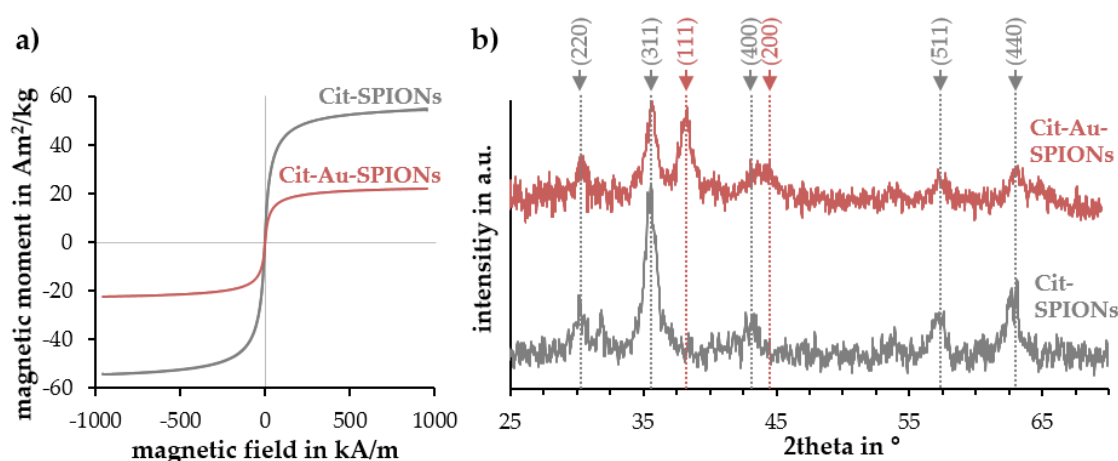 a)
magnetic moment in Am²/kg
60
40
20
0
-20
-40
-60
Cit-SPIONs
Cit-Au-SPIONs
-1000
-500
0
500
1000
magnetic field in kA/m
b)
(220)
(311)
(111)
(400)
(200)
(511)
(440)
intensitiy in a.u.
Cit-Au-
SPIONs
Cit-
SPIONs
25
35
45
55
65
2theta in °